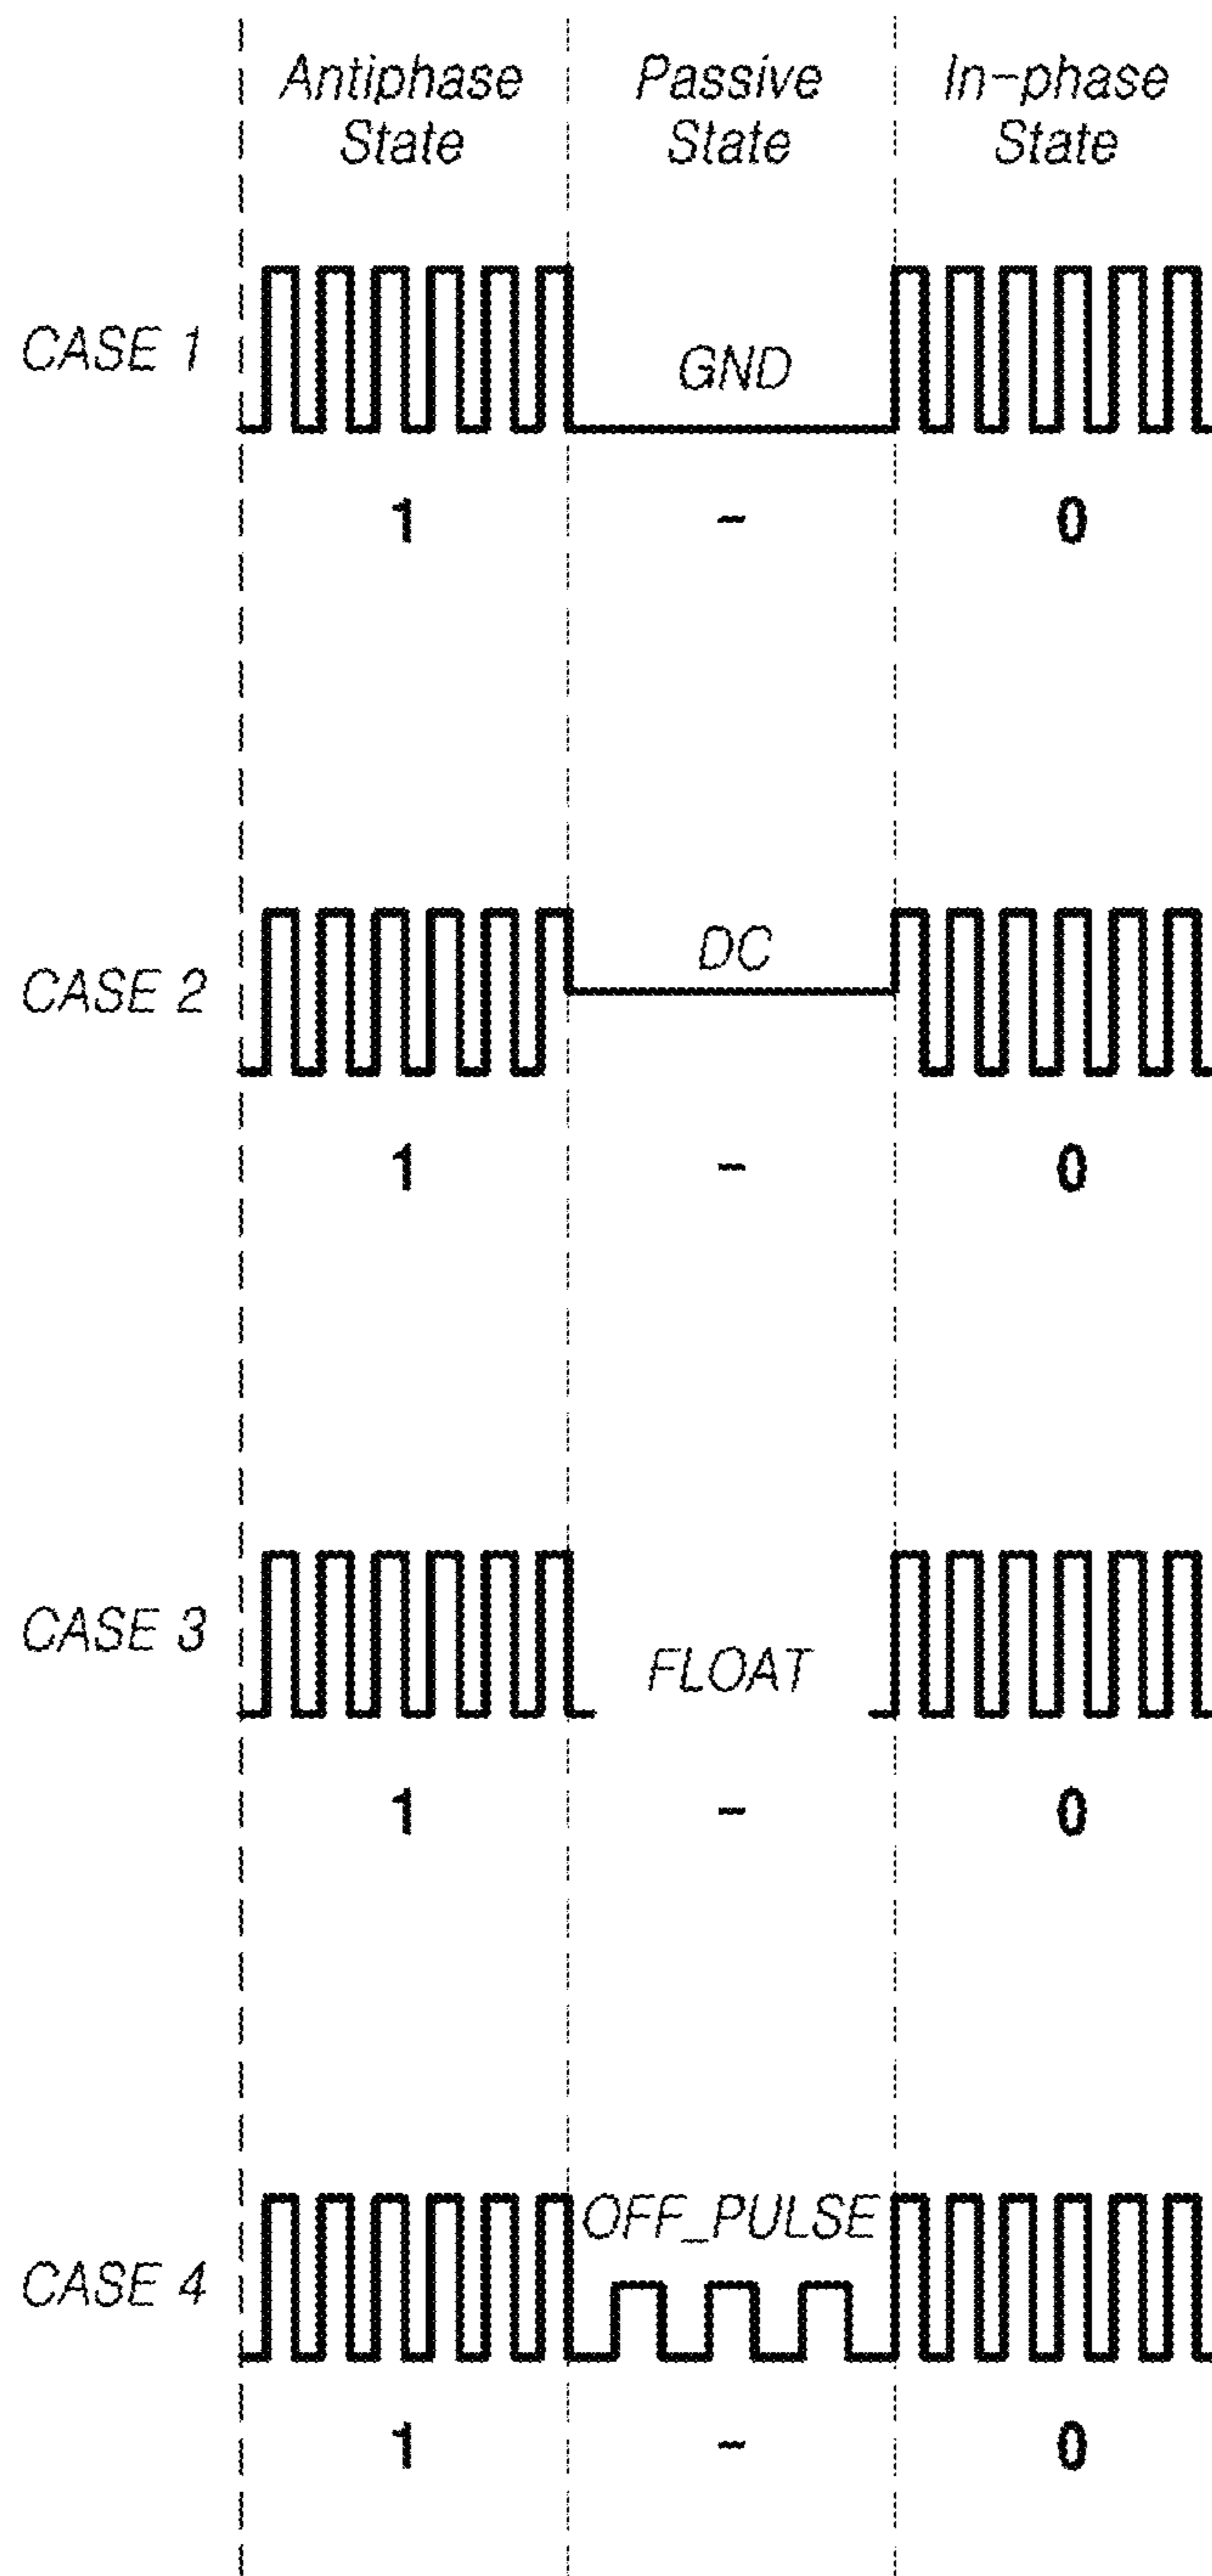 Antiphase State
Passive State
In-phase State
CASE 1
GND
1
-
0
CASE 2
DC
1
-
0
CASE 3
FLOAT
1
-
0
CASE 4
OFF_PULSE
1
-
0